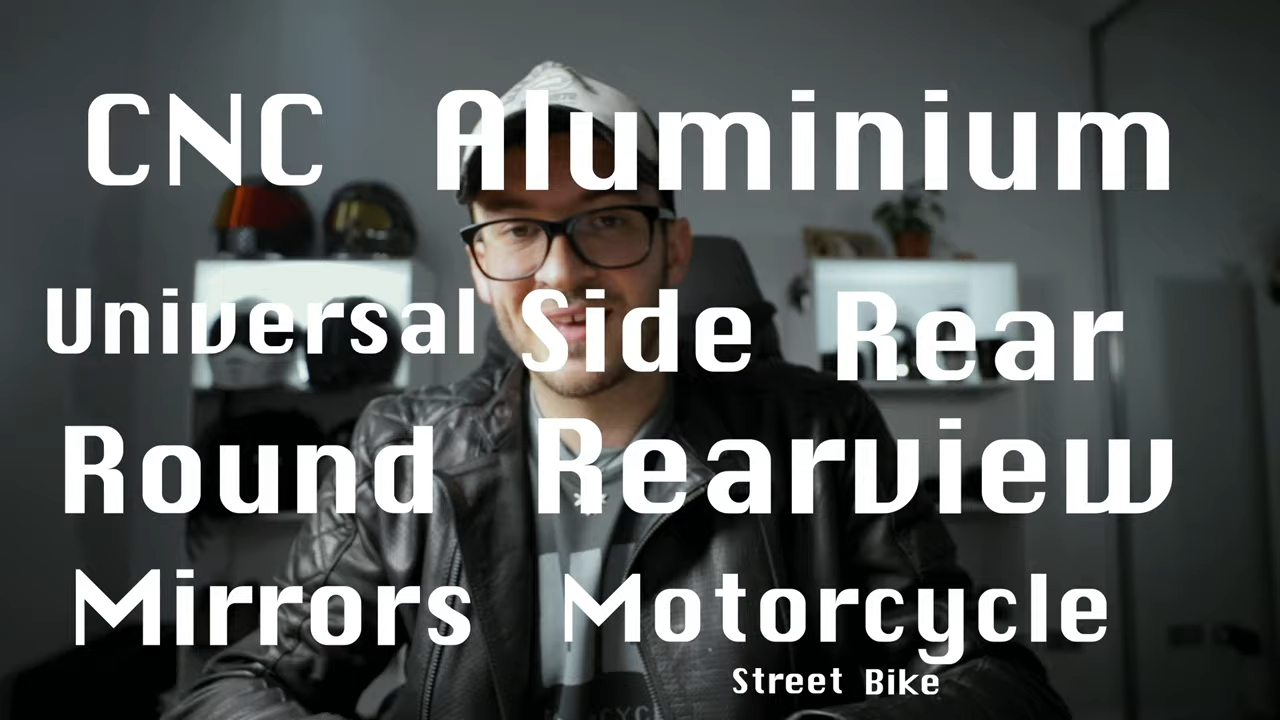 CNC Aluminium
Universal Side Rear
Round Rearview
Mirrors Motorcycle
Street Bike